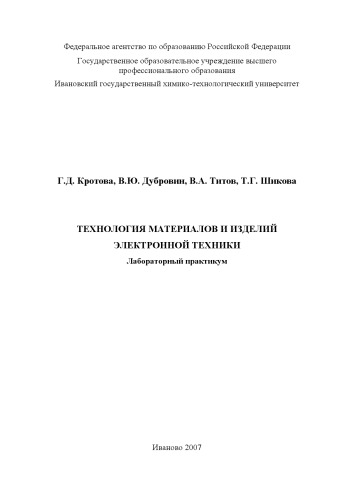 Федеральное агентство по образованию Российской Федерации
Государственное образовательное учреждение высшего
профессионального образования
Ивановский государственный химико-технологический университет
Г.Д. Кротова, В.Ю. Дубровин, В.А. Титов, Т.Г. Шикова
ТЕХНОЛОГИЯ МАТЕРИАЛОВ И ИЗДЕЛИЙ
ЭЛЕКТРОННОЙ ТЕХНИКИ
Лабораторный практикум
Иваново 2007